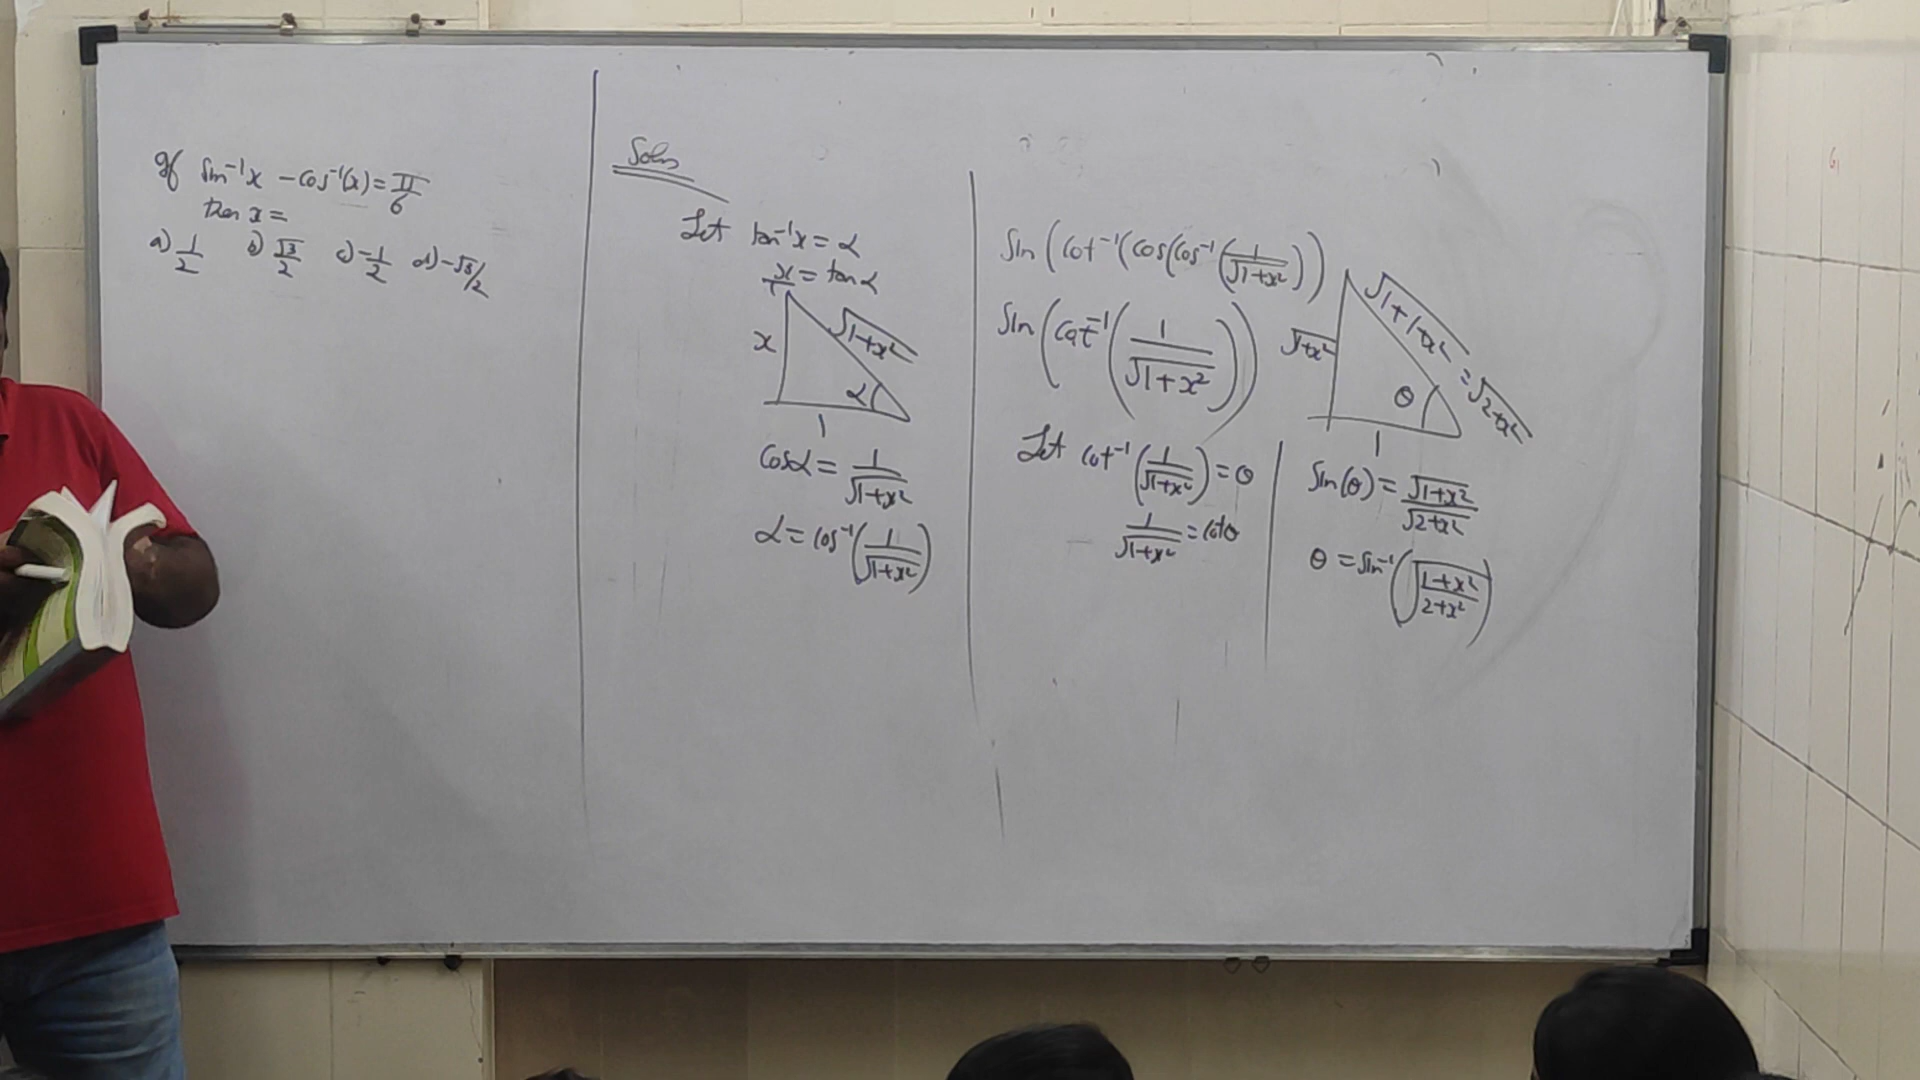 If sin⁻¹x - cos⁻¹(x) = π/6
then x =
a) 1/2 b) √3/2 c) -1/2 d) -√3/2
Soln
Let tan⁻¹x = α
x/1 = tanα
x
√1+x²
α
1
cosα = 1/√1+x²
α = cos⁻¹(1/√1+x²)
sin(cot⁻¹(cos(cos⁻¹(1/√1+x²))
sin(cot⁻¹(1/√1+x²))
Let cot⁻¹(1/√1+x²) = θ
1/√1+x² = cotθ
√1+x²
√1+1+x² = √2+x²
θ
1
sin(θ) = √1+x²/√2+x²
θ = sin⁻¹(√1+x²/2+x²)